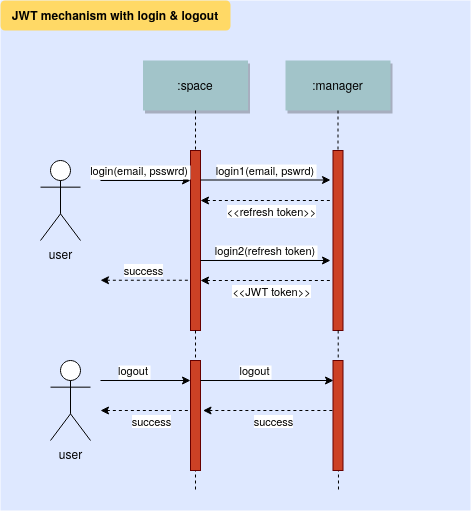 JWT mechanism with login & logout
:space
:manager
login(email, psswrd)
login1(email, pswrd)
<<refresh token>>
user
login2(refresh token)
success
<<JWT token>>
logout
logout
success
success
user